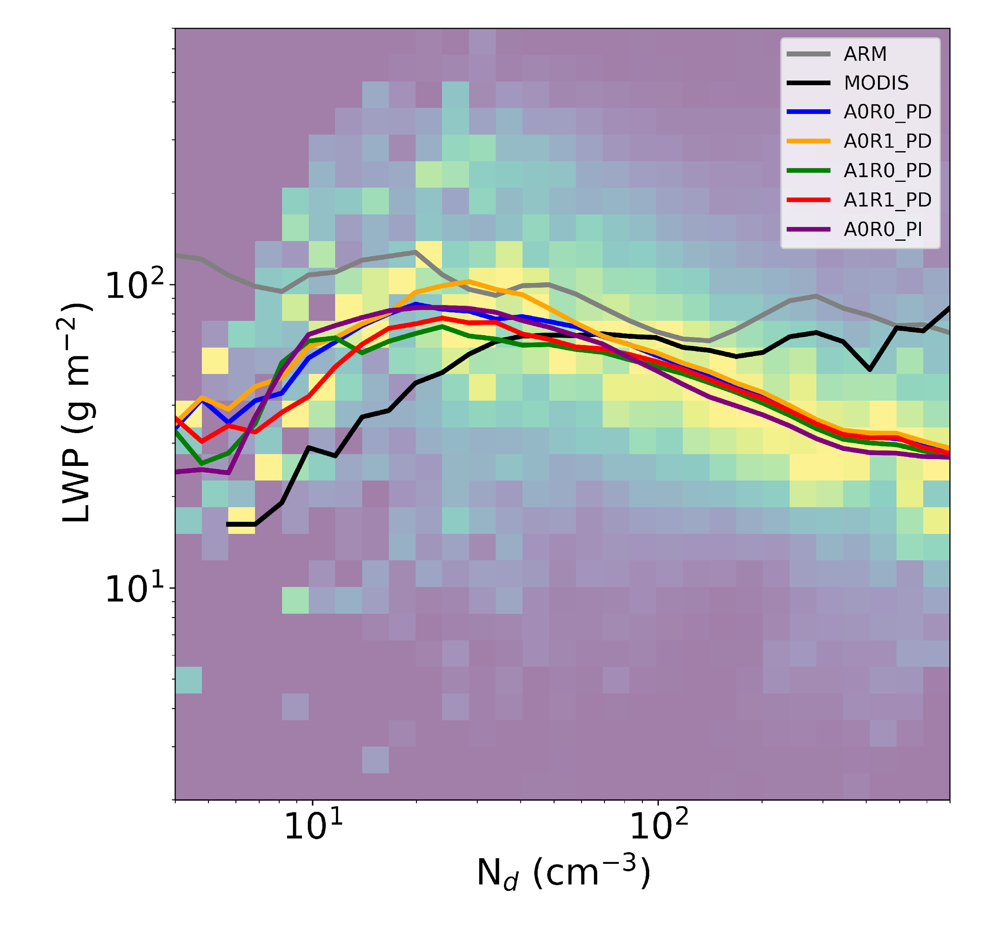 ARM
MODIS
A0R0_PD
A0R1_PD
A1R0_PD
A1R1_PD
A0R0_PI
10²
10¹
LWP (g m⁻²)
10¹ 10²
N_d (cm⁻³)